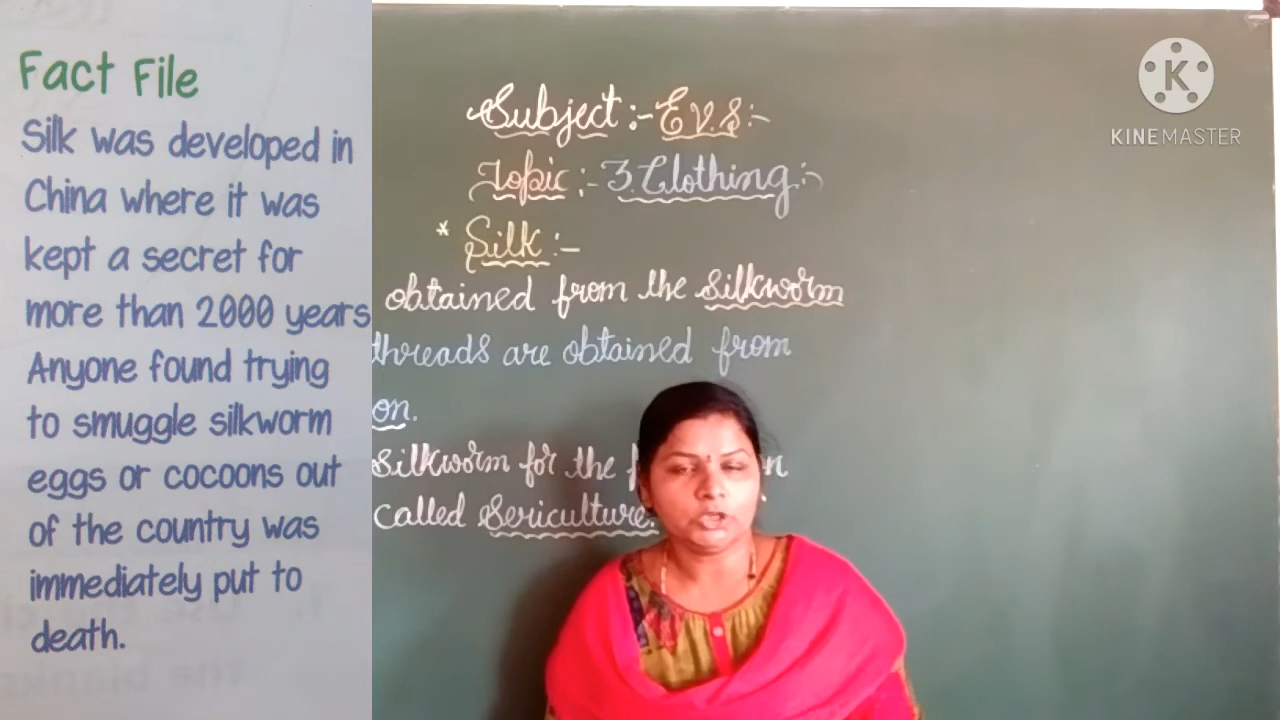 Fact File
Silk was developed in
China where it was
kept a secret for
more than 2000 years
Anyone found trying
to smuggle silkworm
eggs or cocoons out
of the country was
immediately put to
death.
Subject:- E.V.S:-
Topic:- 3. Clothing:-
* Silk:-
obtained from the Silkworm
threads are obtained from
on.
Silkworm for the
called Sericulture.
K
KINEMASTER